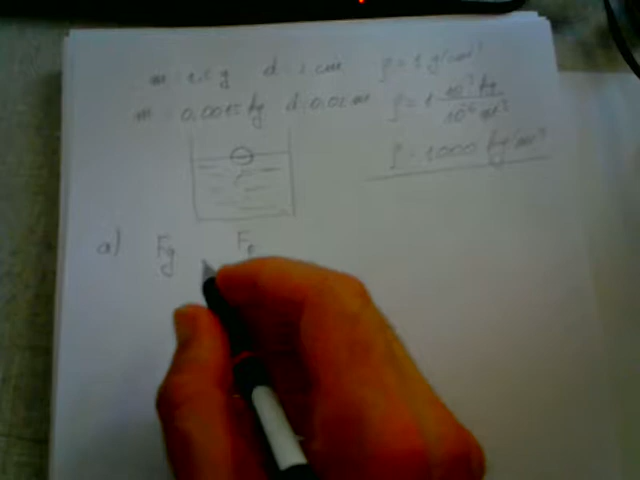 m = 1.5 g d = 2 cm ρ = 1 g/cm³
m = 0.0015 kg d = 0.02 m ρ = 1 10⁻³ kg / 10⁻⁶ m³
ρ = 1000 kg/m³
a) Fg